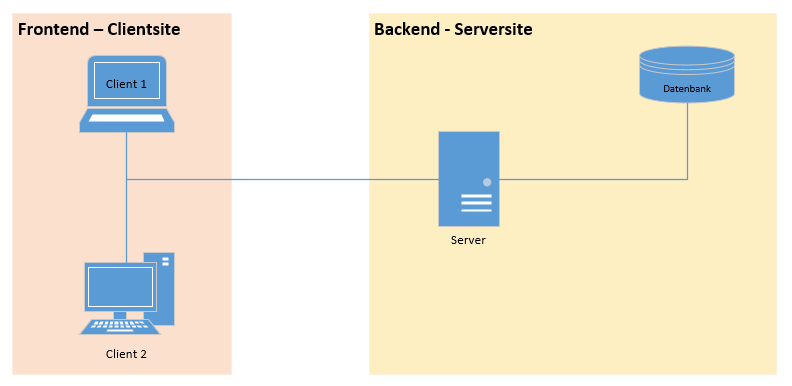 Frontend – Clientsite
Backend - Serversite
Client 1
Datenbank
Server
Client 2